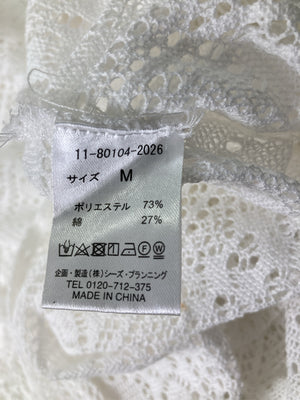 11-80104-2026
サイズ M
ポリエステル 73%
綿 27%
企画・製造(株)シーズ・プランニング
TEL 0120-712-375
MADE IN CHINA